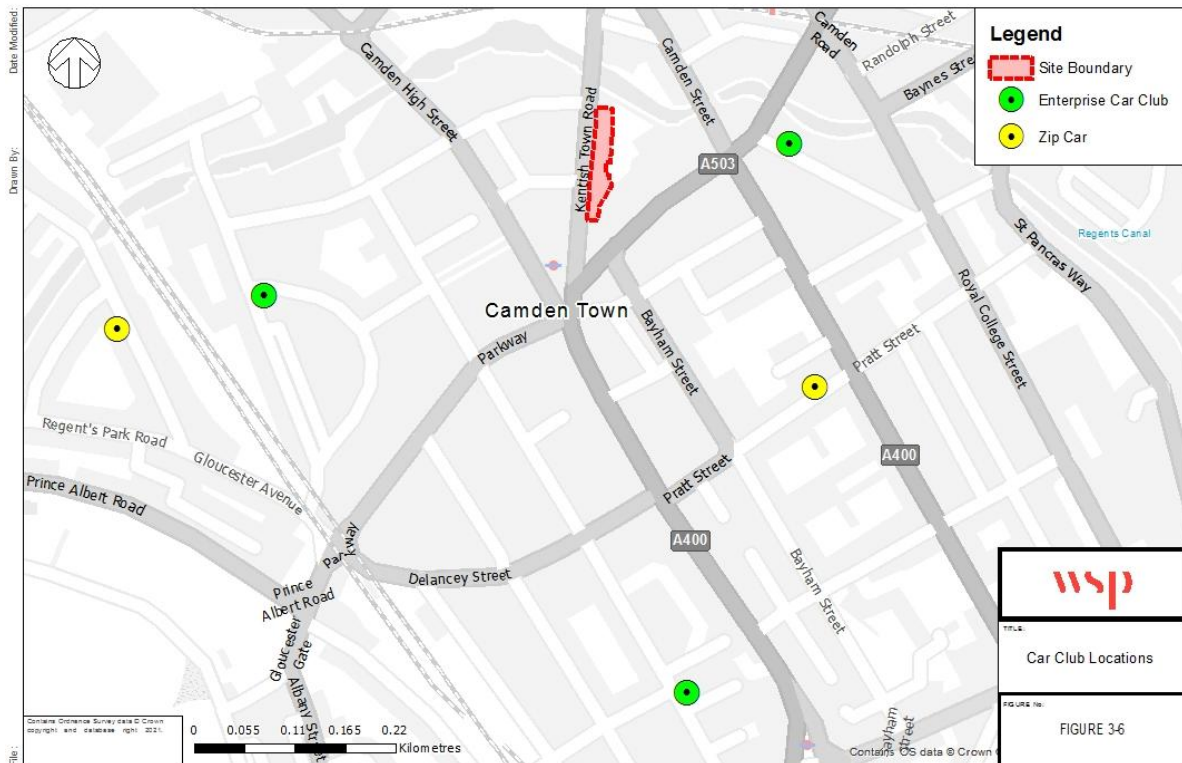 Date Modified:
Drawn By:
File:
Legend
Site Boundary
Enterprise Car Club
Zip Car
Camden High Street
Kentish Town Road
Camden Street
Camden
Road
Randolph Street
Baynes Stre
A503
St Pancras Way
Regents Canal
Royal College Street
Camden Town
Parkway
Bayham Street
Pratt Street
Regent's Park Road
Gloucester Avenue
Prince Albert Road
A400
Pratt Street
A400
Parkway
Delancey Street
Prince
Albert Road
Gloucester
Gate
Albany Street
Bayham Street
ayham
Street
wsp
TITLE:
Car Club Locations
FIGURE No:
FIGURE 3-6
Contains Ordnance Survey data © Crown
copyright and database right 2021.
0 0.055 0.11 0.165 0.22
Kilometres
Contains OS data © Crown